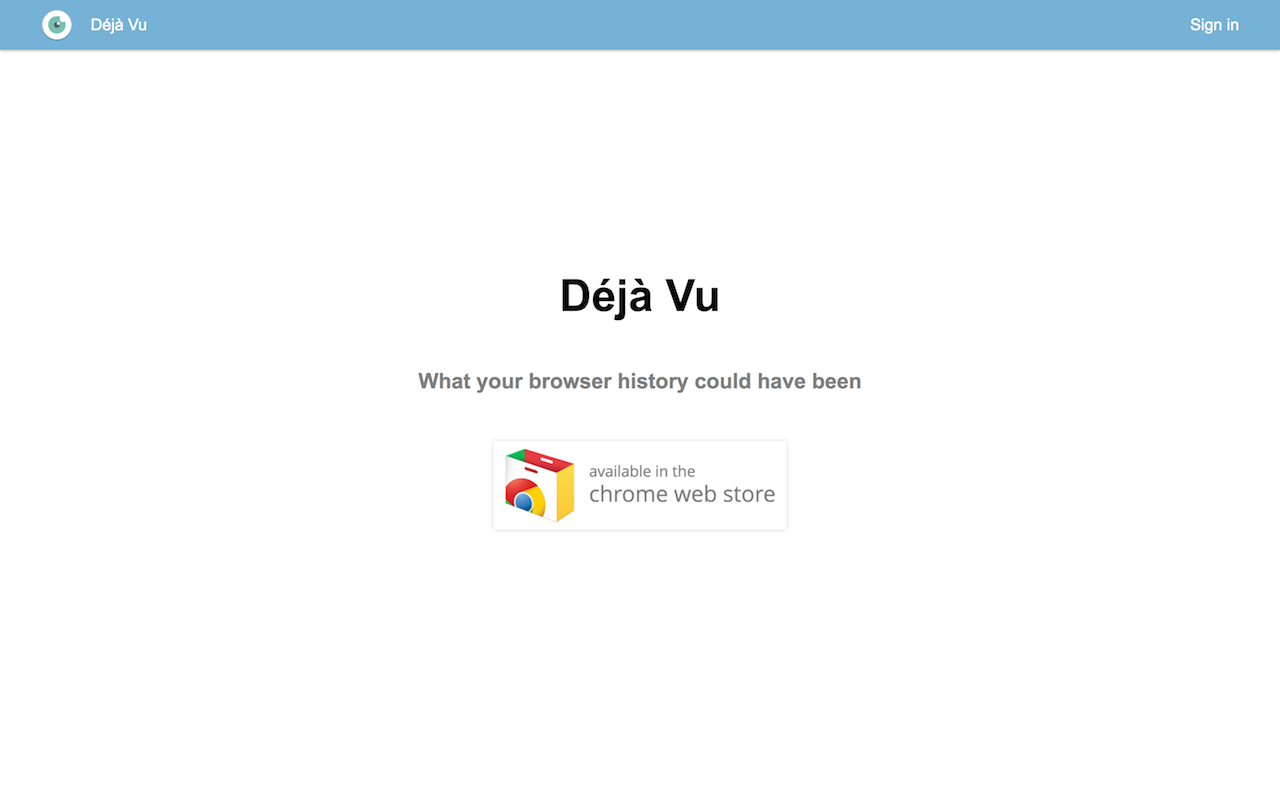 Déjà Vu
Sign in
Déjà Vu
What your browser history could have been
available in the
chrome web store